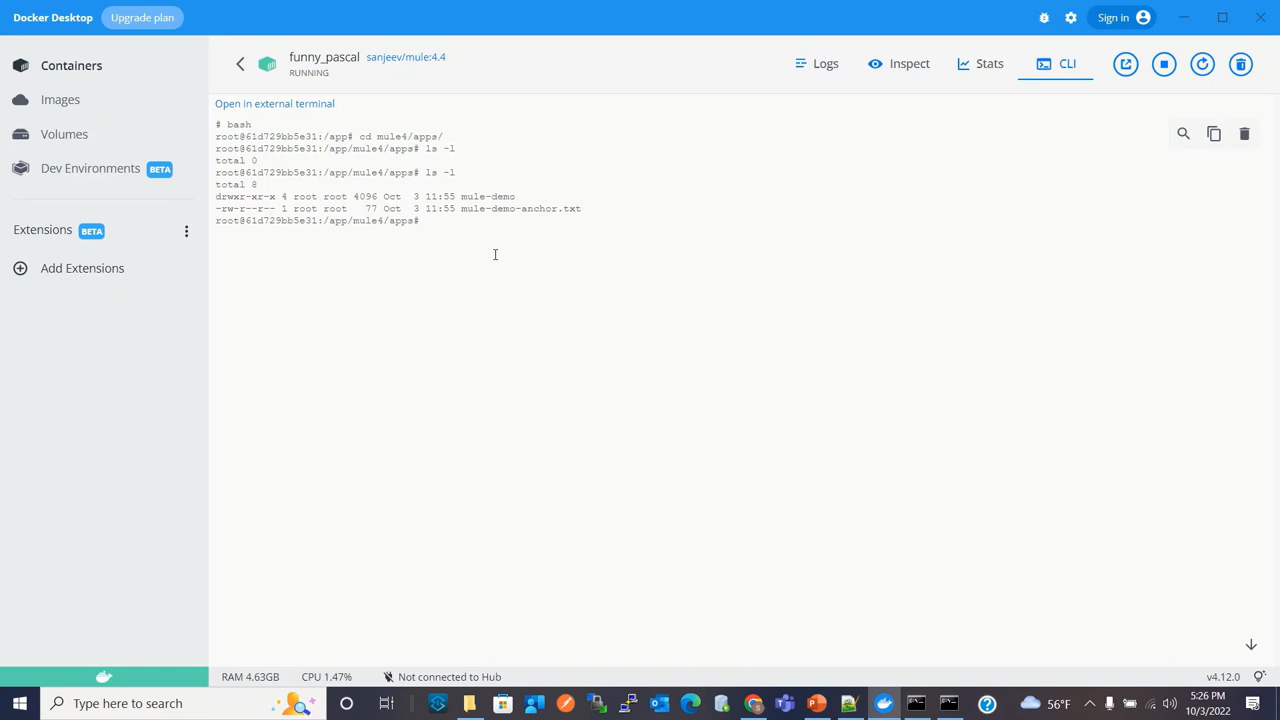 Docker Desktop Upgrade plan Sign in
Containers
Images
Volumes
Dev Environments BETA
Extensions BETA
Add Extensions
funny_pascal sanjeev/mule:4.4
RUNNING
Logs Inspect Stats CLI
Open in external terminal
# bash
root@61d729bb5e31:/app# cd mule4/apps/
root@61d729bb5e31:/app/mule4/apps# ls -l
total 0
root@61d729bb5e31:/app/mule4/apps# ls -l
total 8
drwxr-xr-x 4 root root 4096 Oct  3 11:55 mule-demo
-rw-r--r-- 1 root root   77 Oct  3 11:55 mule-demo-anchor.txt
root@61d729bb5e31:/app/mule4/apps#
RAM 4.63GB CPU 1.47% Not connected to Hub v4.12.0
Type here to search
56°F
5:26 PM
10/3/2022